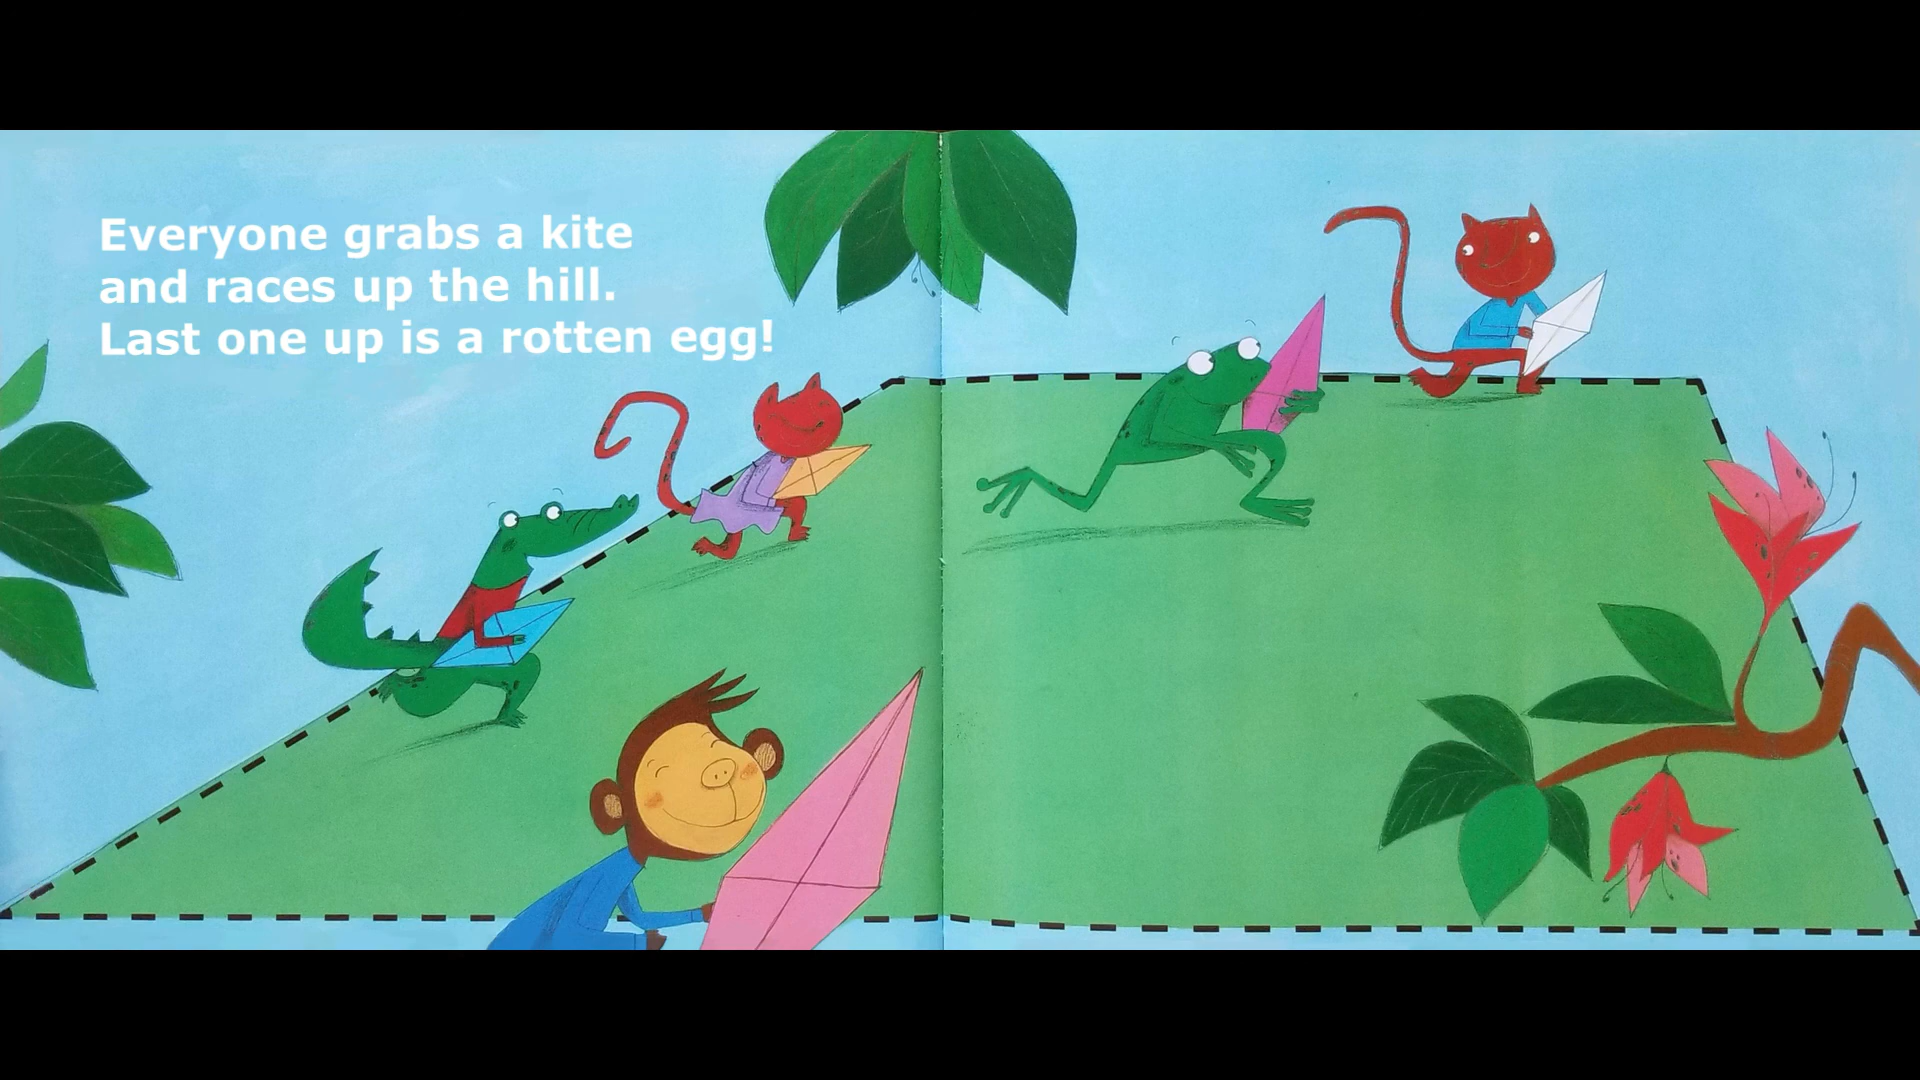 Everyone grabs a kite
and races up the hill.
Last one up is a rotten egg!